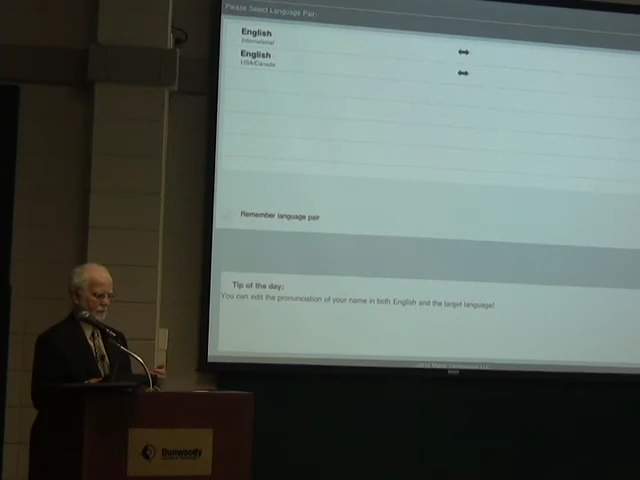 Please Select Language Pair:
English
International
English
USA/Canada
Remember language pair
Tip of the day:
You can edit the pronunciation of your name in both English and the target language!
Dunwoody